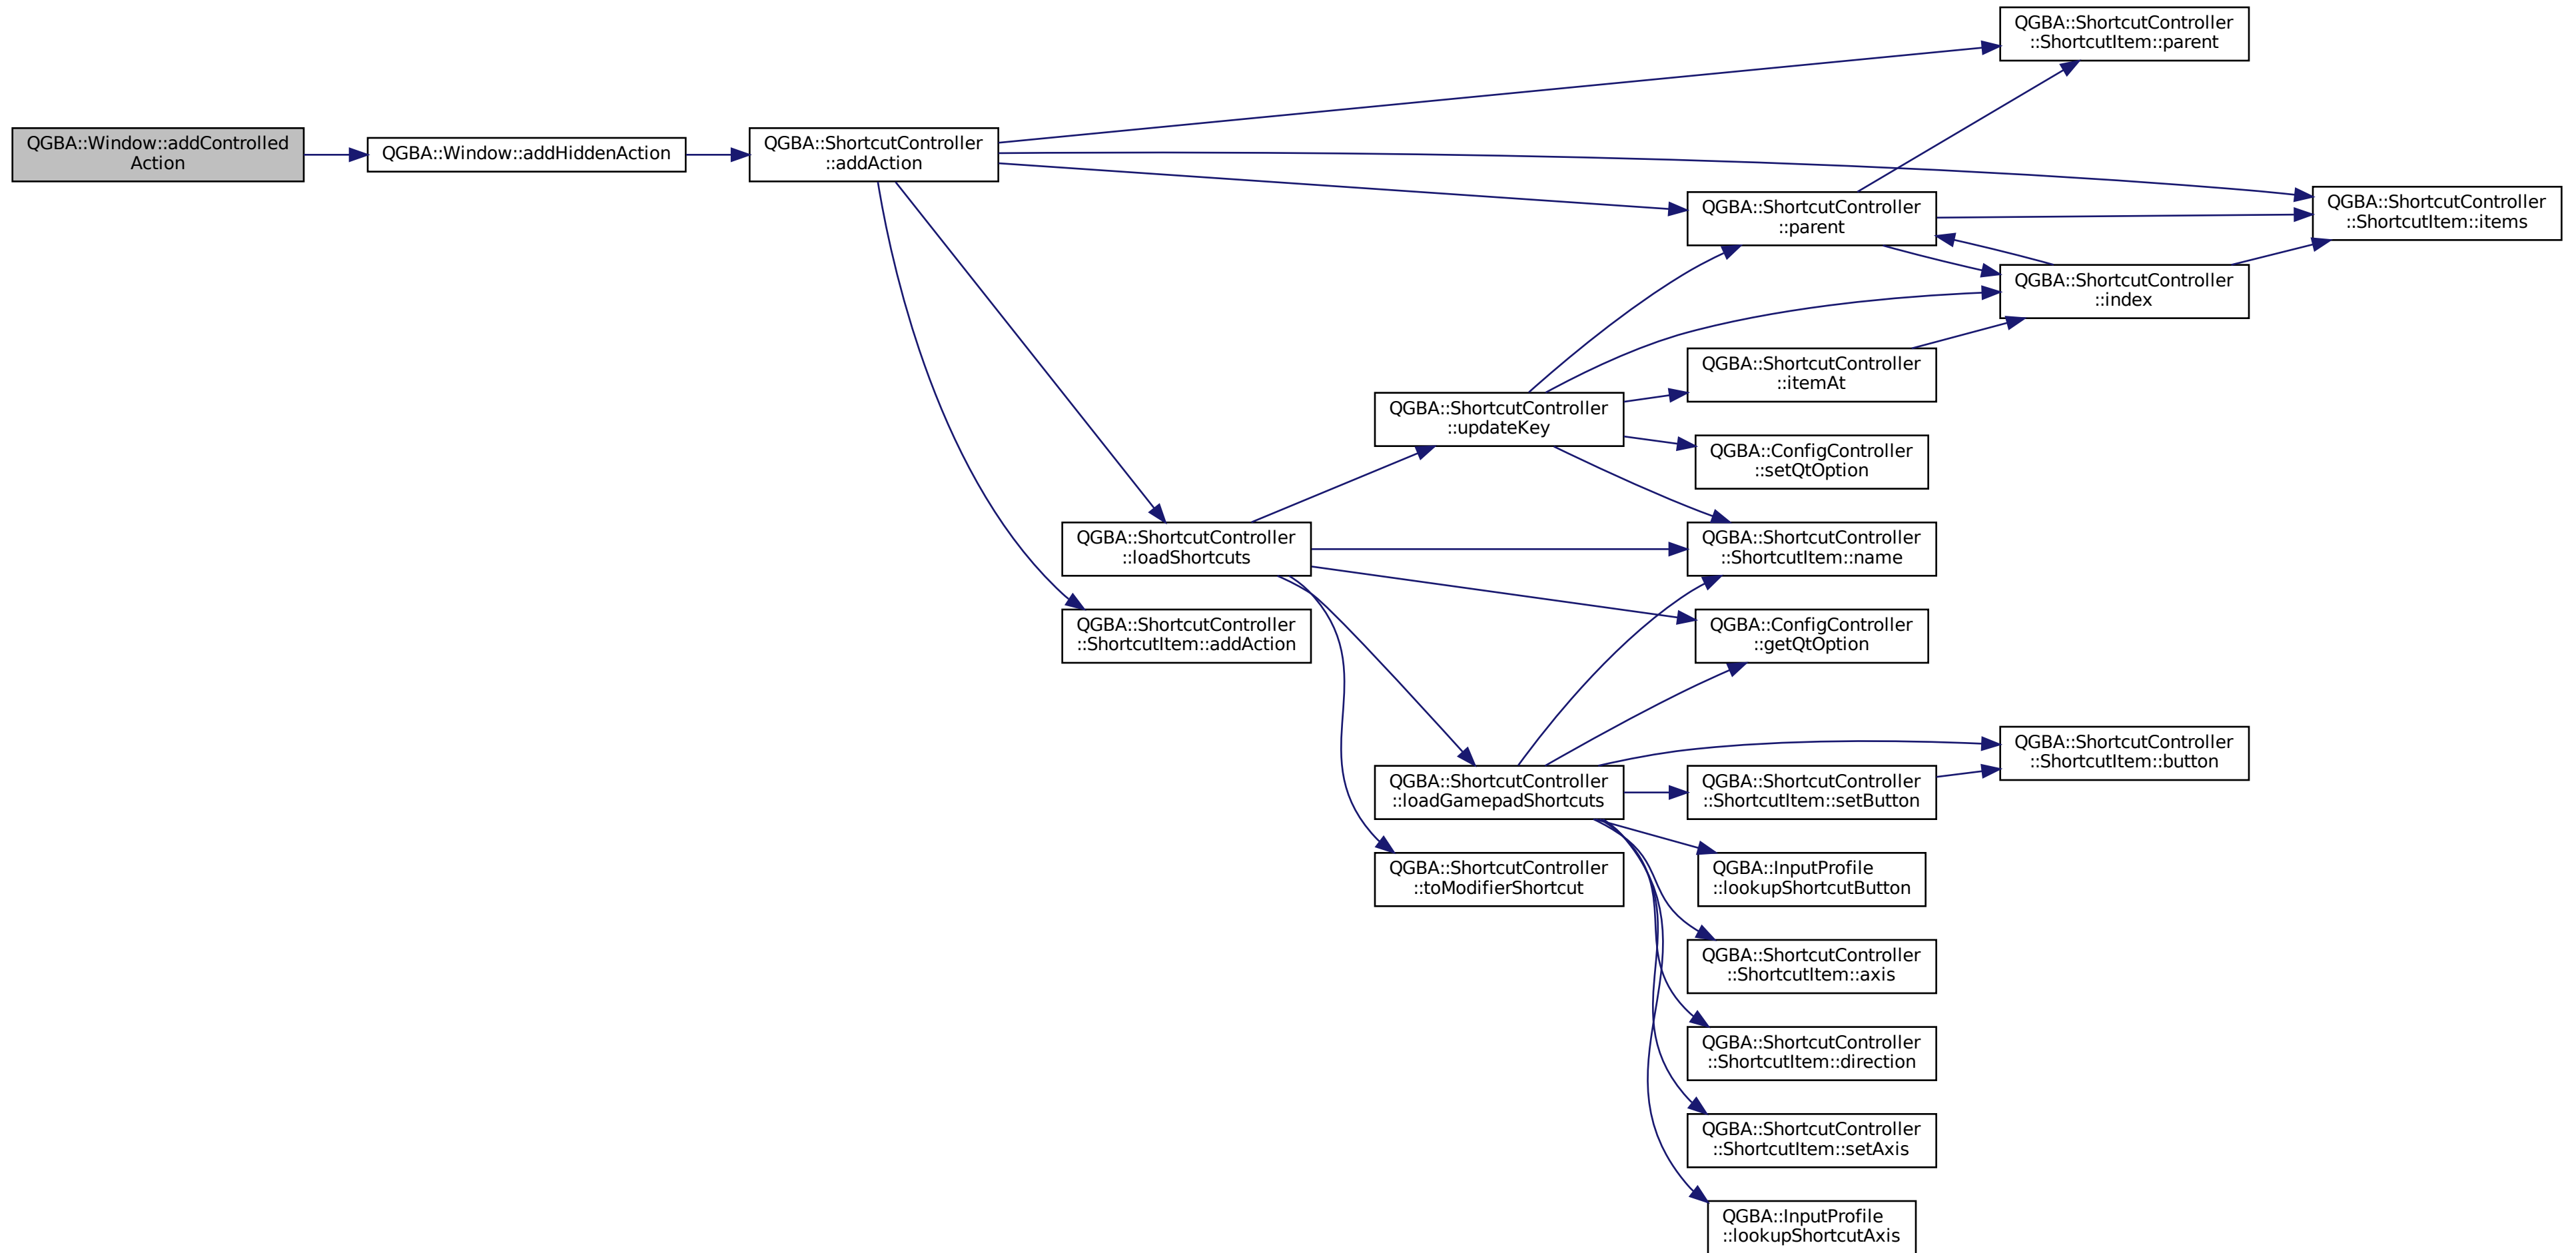 QGBA::Window::addControlled
Action
QGBA::Window::addHiddenAction
QGBA::ShortcutController
::addAction
QGBA::ShortcutController
::ShortcutItem::parent
QGBA::ShortcutController
::parent
QGBA::ShortcutController
::ShortcutItem::items
QGBA::ShortcutController
::index
QGBA::ShortcutController
::itemAt
QGBA::ShortcutController
::updateKey
QGBA::ConfigController
::setQtOption
QGBA::ShortcutController
::loadShortcuts
QGBA::ShortcutController
::ShortcutItem::name
QGBA::ShortcutController
::ShortcutItem::addAction
QGBA::ConfigController
::getQtOption
QGBA::ShortcutController
::ShortcutItem::button
QGBA::ShortcutController
::loadGamepadShortcuts
QGBA::ShortcutController
::ShortcutItem::setButton
QGBA::ShortcutController
::toModifierShortcut
QGBA::InputProfile
::lookupShortcutButton
QGBA::ShortcutController
::ShortcutItem::axis
QGBA::ShortcutController
::ShortcutItem::direction
QGBA::ShortcutController
::ShortcutItem::setAxis
QGBA::InputProfile
::lookupShortcutAxis